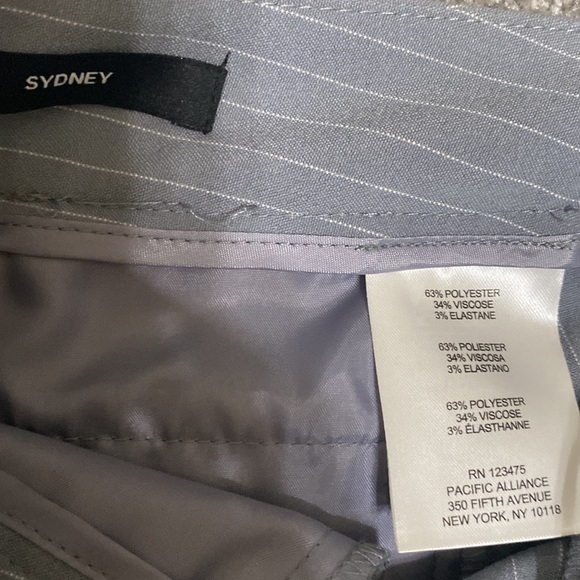 SYDNEY
63% POLYESTER
34% VISCOSE
3% ELASTANE
63% POLIESTER
34% VISCOSA
3% ELASTANO
63% POLYESTER
34% VISCOSE
3% ÉLASTHANNE
RN 123475
PACIFIC ALLIANCE
350 FIFTH AVENUE
NEW YORK, NY 10118